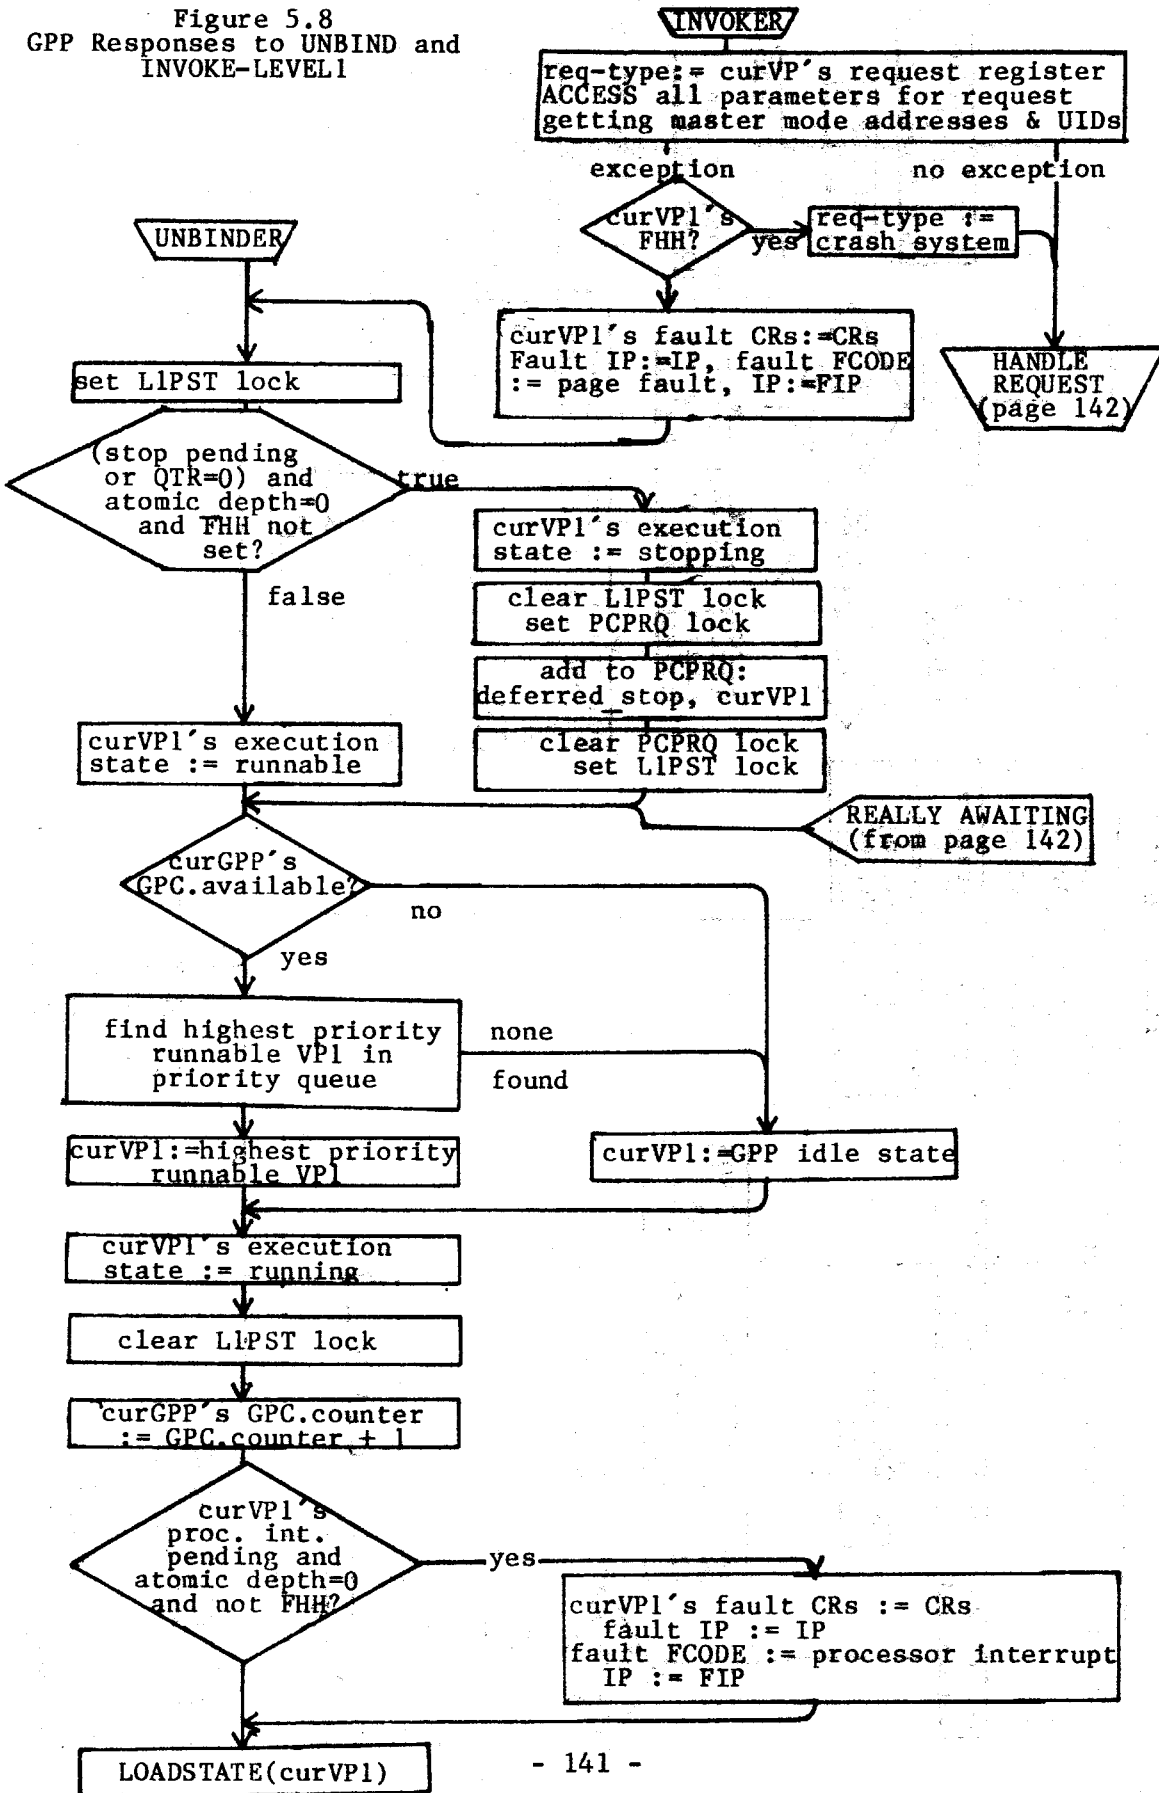 Figure 5.8
GPP Responses to UNBIND and
INVOKE-LEVEL1
INVOKER
req-type:= curVP's request register
ACCESS all parameters for request
getting master mode addresses & UIDs
exception
no exception
curVP1's
FHH?
yes
req-type :=
crash system
UNBINDER
curVP1's fault CRs:=CRs
Fault IP:=IP, fault FCODE
:= page fault, IP:=FIP
HANDLE
REQUEST
(page 142)
set L1PST lock
(stop pending
or QTR=0) and
atomic depth=0
and FHH not
set?
true
false
curVP1's execution
state := stopping
clear L1PST lock
set PCPRQ lock
add to PCPRQ:
deferred_stop, curVP1
clear PCPRQ lock
set L1PST lock
curVP1's execution
state := runnable
REALLY AWAITING
(from page 142)
curGPP's
GPC.available?
no
yes
find highest priority
runnable VP1 in
priority queue
none
found
curVP1:=highest priority
runnable VP1
curVP1:=GPP idle state
curVP1's execution
state := running
clear L1PST lock
curGPP's GPC.counter
:= GPC.counter + 1
curVP1's
proc. int.
pending and
atomic depth=0
and not FHH?
yes
curVP1's fault CRs := CRs
fault IP := IP
fault FCODE := processor interrupt
IP := FIP
LOADSTATE(curVP1)
- 141 -